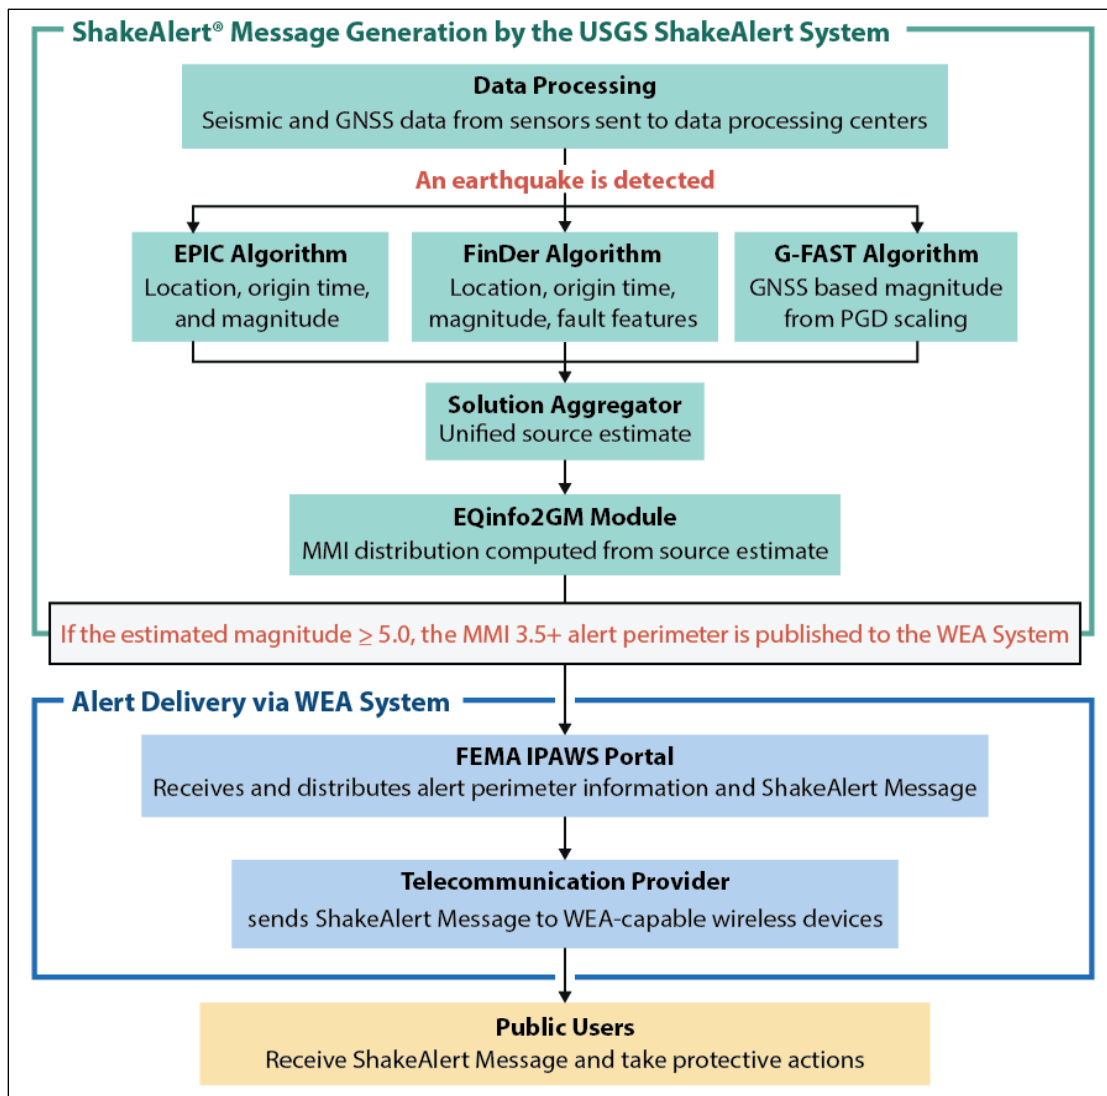 ShakeAlert® Message Generation by the USGS ShakeAlert System
Data Processing
Seismic and GNSS data from sensors sent to data processing centers
An earthquake is detected
EPIC Algorithm
Location, origin time,
and magnitude
FinDer Algorithm
Location, origin time,
magnitude, fault features
G-FAST Algorithm
GNSS based magnitude
from PGD scaling
Solution Aggregator
Unified source estimate
EQinfo2GM Module
MMI distribution computed from source estimate
If the estimated magnitude ≥ 5.0, the MMI 3.5+ alert perimeter is published to the WEA System
Alert Delivery via WEA System
FEMA IPAWS Portal
Receives and distributes alert perimeter information and ShakeAlert Message
Telecommunication Provider
sends ShakeAlert Message to WEA-capable wireless devices
Public Users
Receive ShakeAlert Message and take protective actions